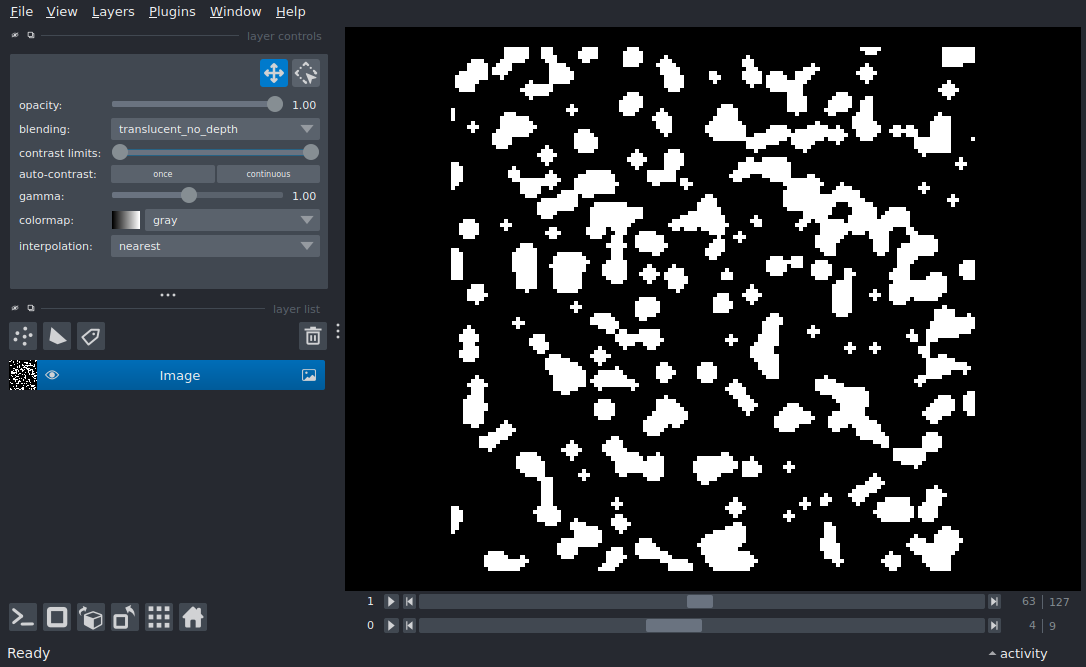 File View Layers Plugins Window Help
layer controls
opacity: 1.00
blending: translucent_no_depth
contrast limits:
auto-contrast: once continuous
gamma: 1.00
colormap: gray
interpolation: nearest
layer list
Image
1 63 127
0 4 9
Ready activity